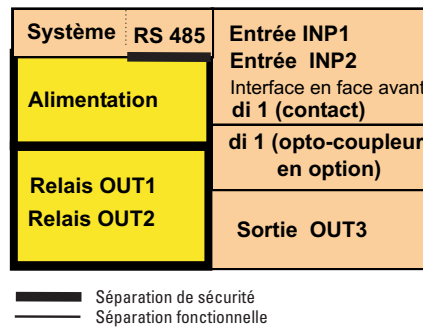 Système RS 485
Alimentation
Relais OUT1
Relais OUT2
Entrée INP1
Entrée INP2
Interface en face avant
di 1 (contact)
di 1 (opto-coupleur
en option)
Sortie OUT3
Séparation de sécurité
Séparation fonctionnelle